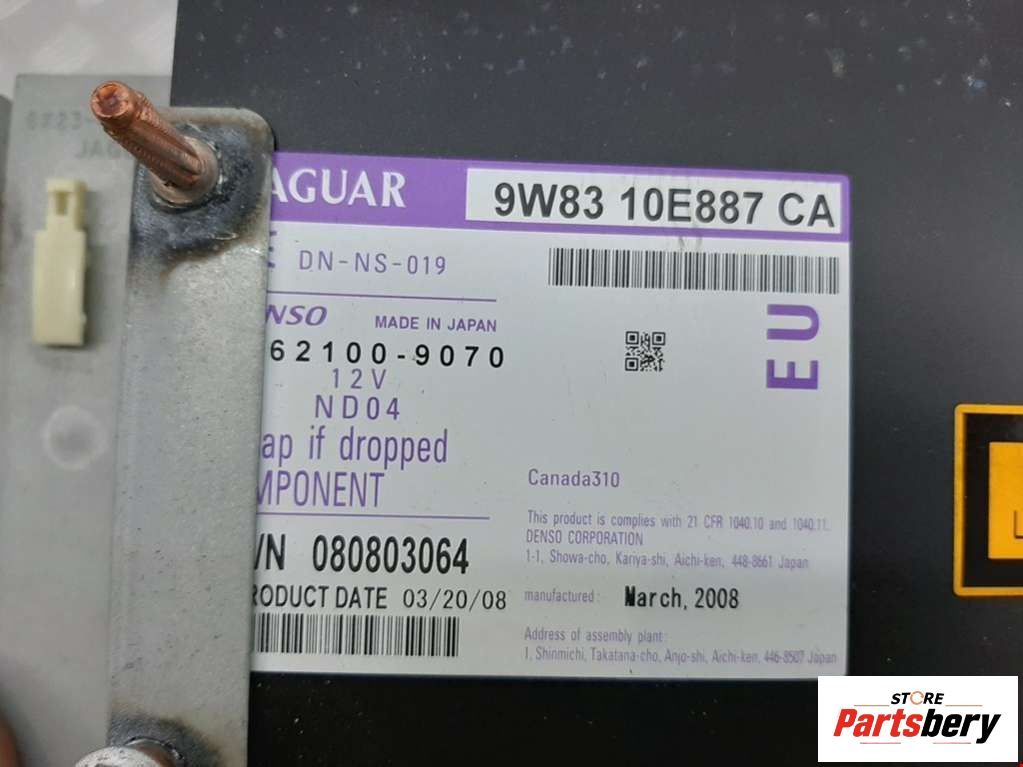 AGUAR
9W83 10E887 CA
E DN-NS-019
NSO MADE IN JAPAN
62100-9070
12V
ND04
ap if dropped
MPONENT
EU
/N 080803064
RODUCT DATE 03/20/08
Canada310
This product is complies with 21 CFR 1040.10 and 1040.11.
DENSO CORPORATION
1-1, Showa-cho, Kariya-shi, Aichi-ken, 448-8661 Japan
manufactured: March, 2008
Address of assembly plant:
1, Shinmichi, Takatana-cho, Anjo-shi, Aichi-ken, 446-8507 Japan
L
STORE
Partsbery